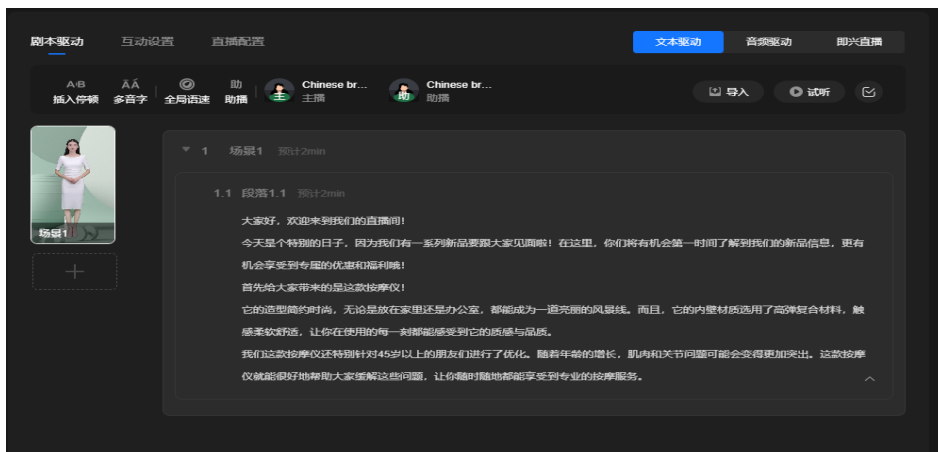 剧本驱动 互动设置 直播配置 文本驱动 音频驱动 即兴直播
A·B ÄÁ 助 Chinese br... Chinese br...
插入停顿 多音字 全局语速 助播 主 主播 助 助播 导入 试听
1 场景1 预计2min
1.1 段落1.1 预计2min
大家好，欢迎来到我们的直播间!
今天是个特别的日子，因为我们有一系列新品要跟大家见面啦！在这里，你们将有机会第一时间了解到我们的新品信息，更有
机会享受到专属的优惠和福利哦!
首先给大家带来的是这款按摩仪!
它的造型简约时尚，无论是放在家里还是办公室，都能成为一道亮丽的风景线。而且，它的内壁材质选用了高弹复合材料，触
感柔软舒适，让你在使用的每一刻都能感受到它的质感与品质。
我们这款按摩仪还特别针对45岁以上的朋友们进行了优化。随着年龄的增长，肌肉和关节问题可能会变得更加突出。这款按摩
仪就能很好地帮助大家缓解这些问题，让你随时随地都能享受到专业的按摩服务。
场景1